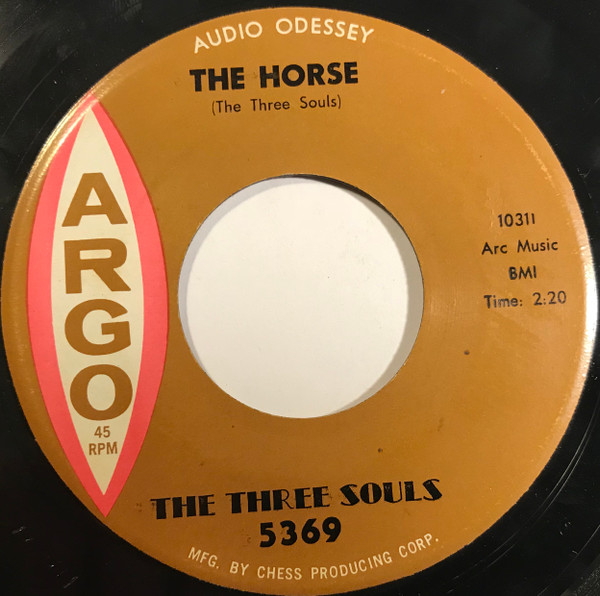 AUDIO ODESSEY
THE HORSE
(The Three Souls)
ARGO
45
RPM
10311
Arc Music
BMI
Time: 2:20
THE THREE SOULS
5369
MFG. BY CHESS PRODUCING CORP.